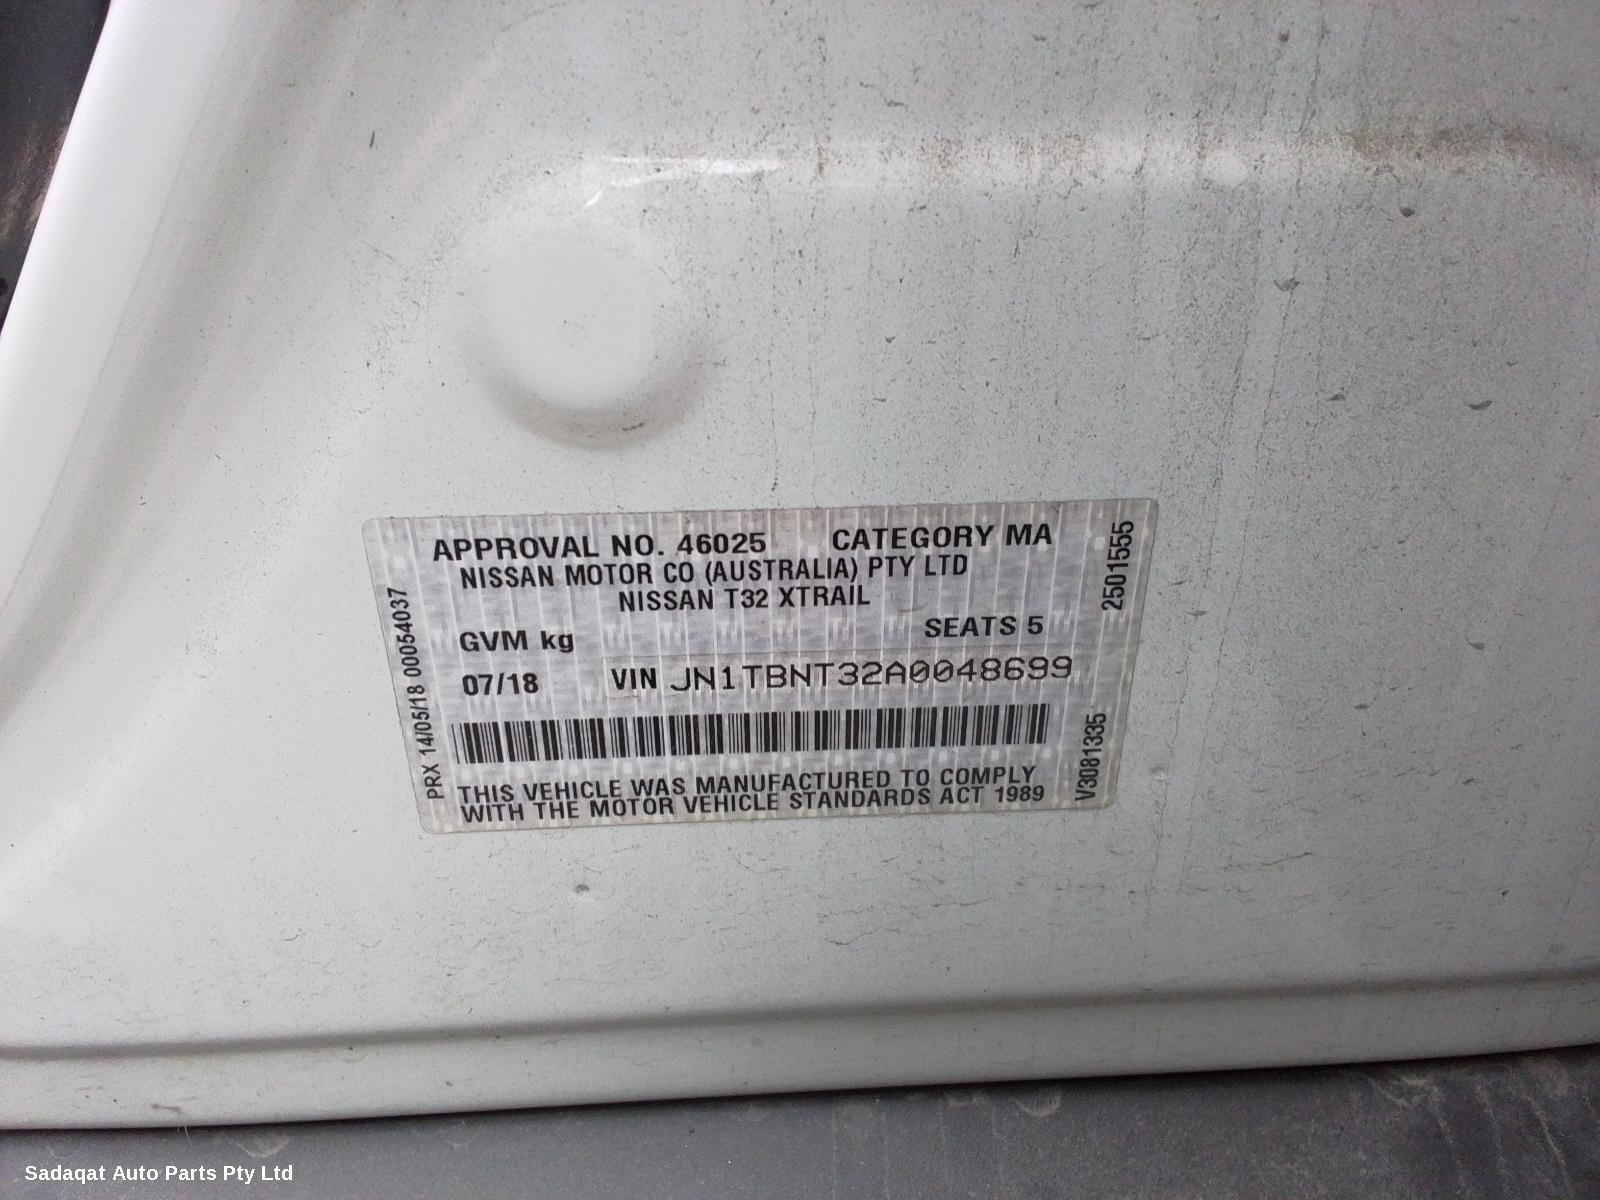 APPROVAL NO. 46025 CATEGORY MA
NISSAN MOTOR CO (AUSTRALIA) PTY LTD
NISSAN T32 XTRAIL
GVM kg SEATS 5
07/18 VIN JN1TBNT32A0048699
THIS VEHICLE WAS MANUFACTURED TO COMPLY
WITH THE MOTOR VEHICLE STANDARDS ACT 1989
PRX 14/05/18 00054037
2501555
V3081335
Sadaqat Auto Parts Pty Ltd